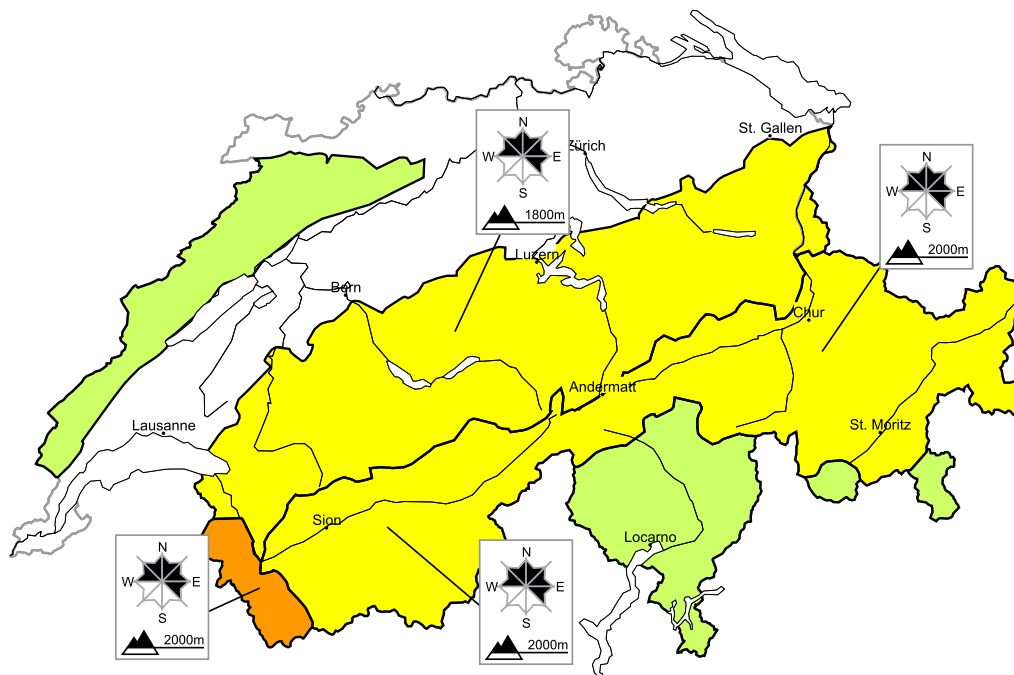 N
W E
S
1800m
Zürich
St. Gallen
N
W E
S
2000m
Luzern
Bern
Chur
Andermatt
Lausanne
St. Moritz
Sion
Locarno
N
W E
S
2000m
N
W E
S
2000m